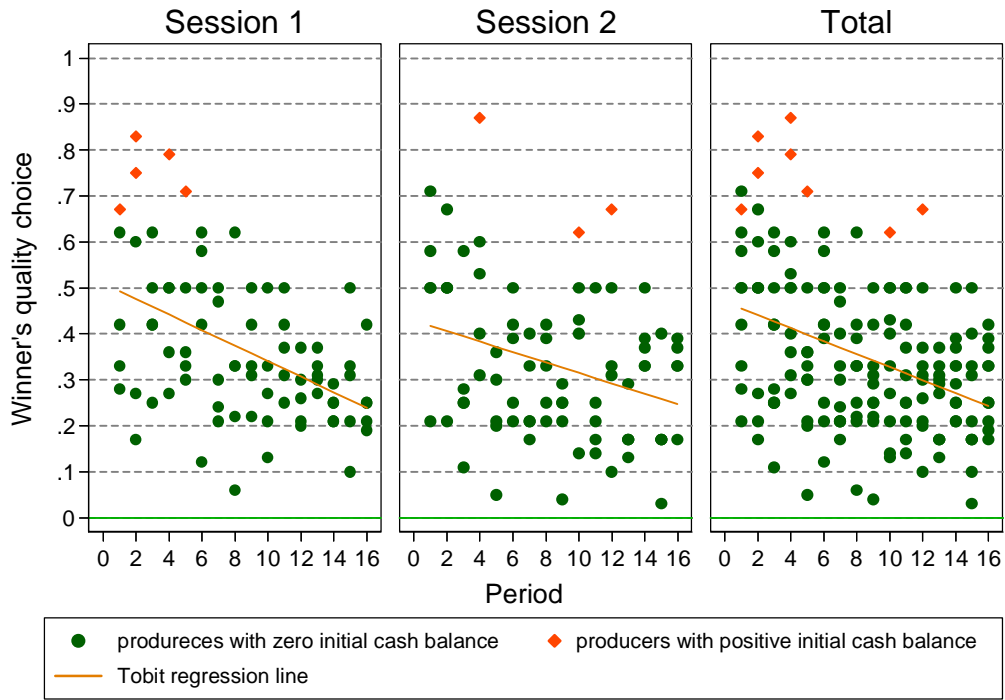 Session 1 Session 2 Total
1
.9
.8
.7
.6
.5
.4
.3
.2
.1
0
Winner's quality choice
0 2 4 6 8 10 12 14 16 0 2 4 6 8 10 12 14 16 0 2 4 6 8 10 12 14 16
Period
produreces with zero initial cash balance producers with positive initial cash balance
Tobit regression line